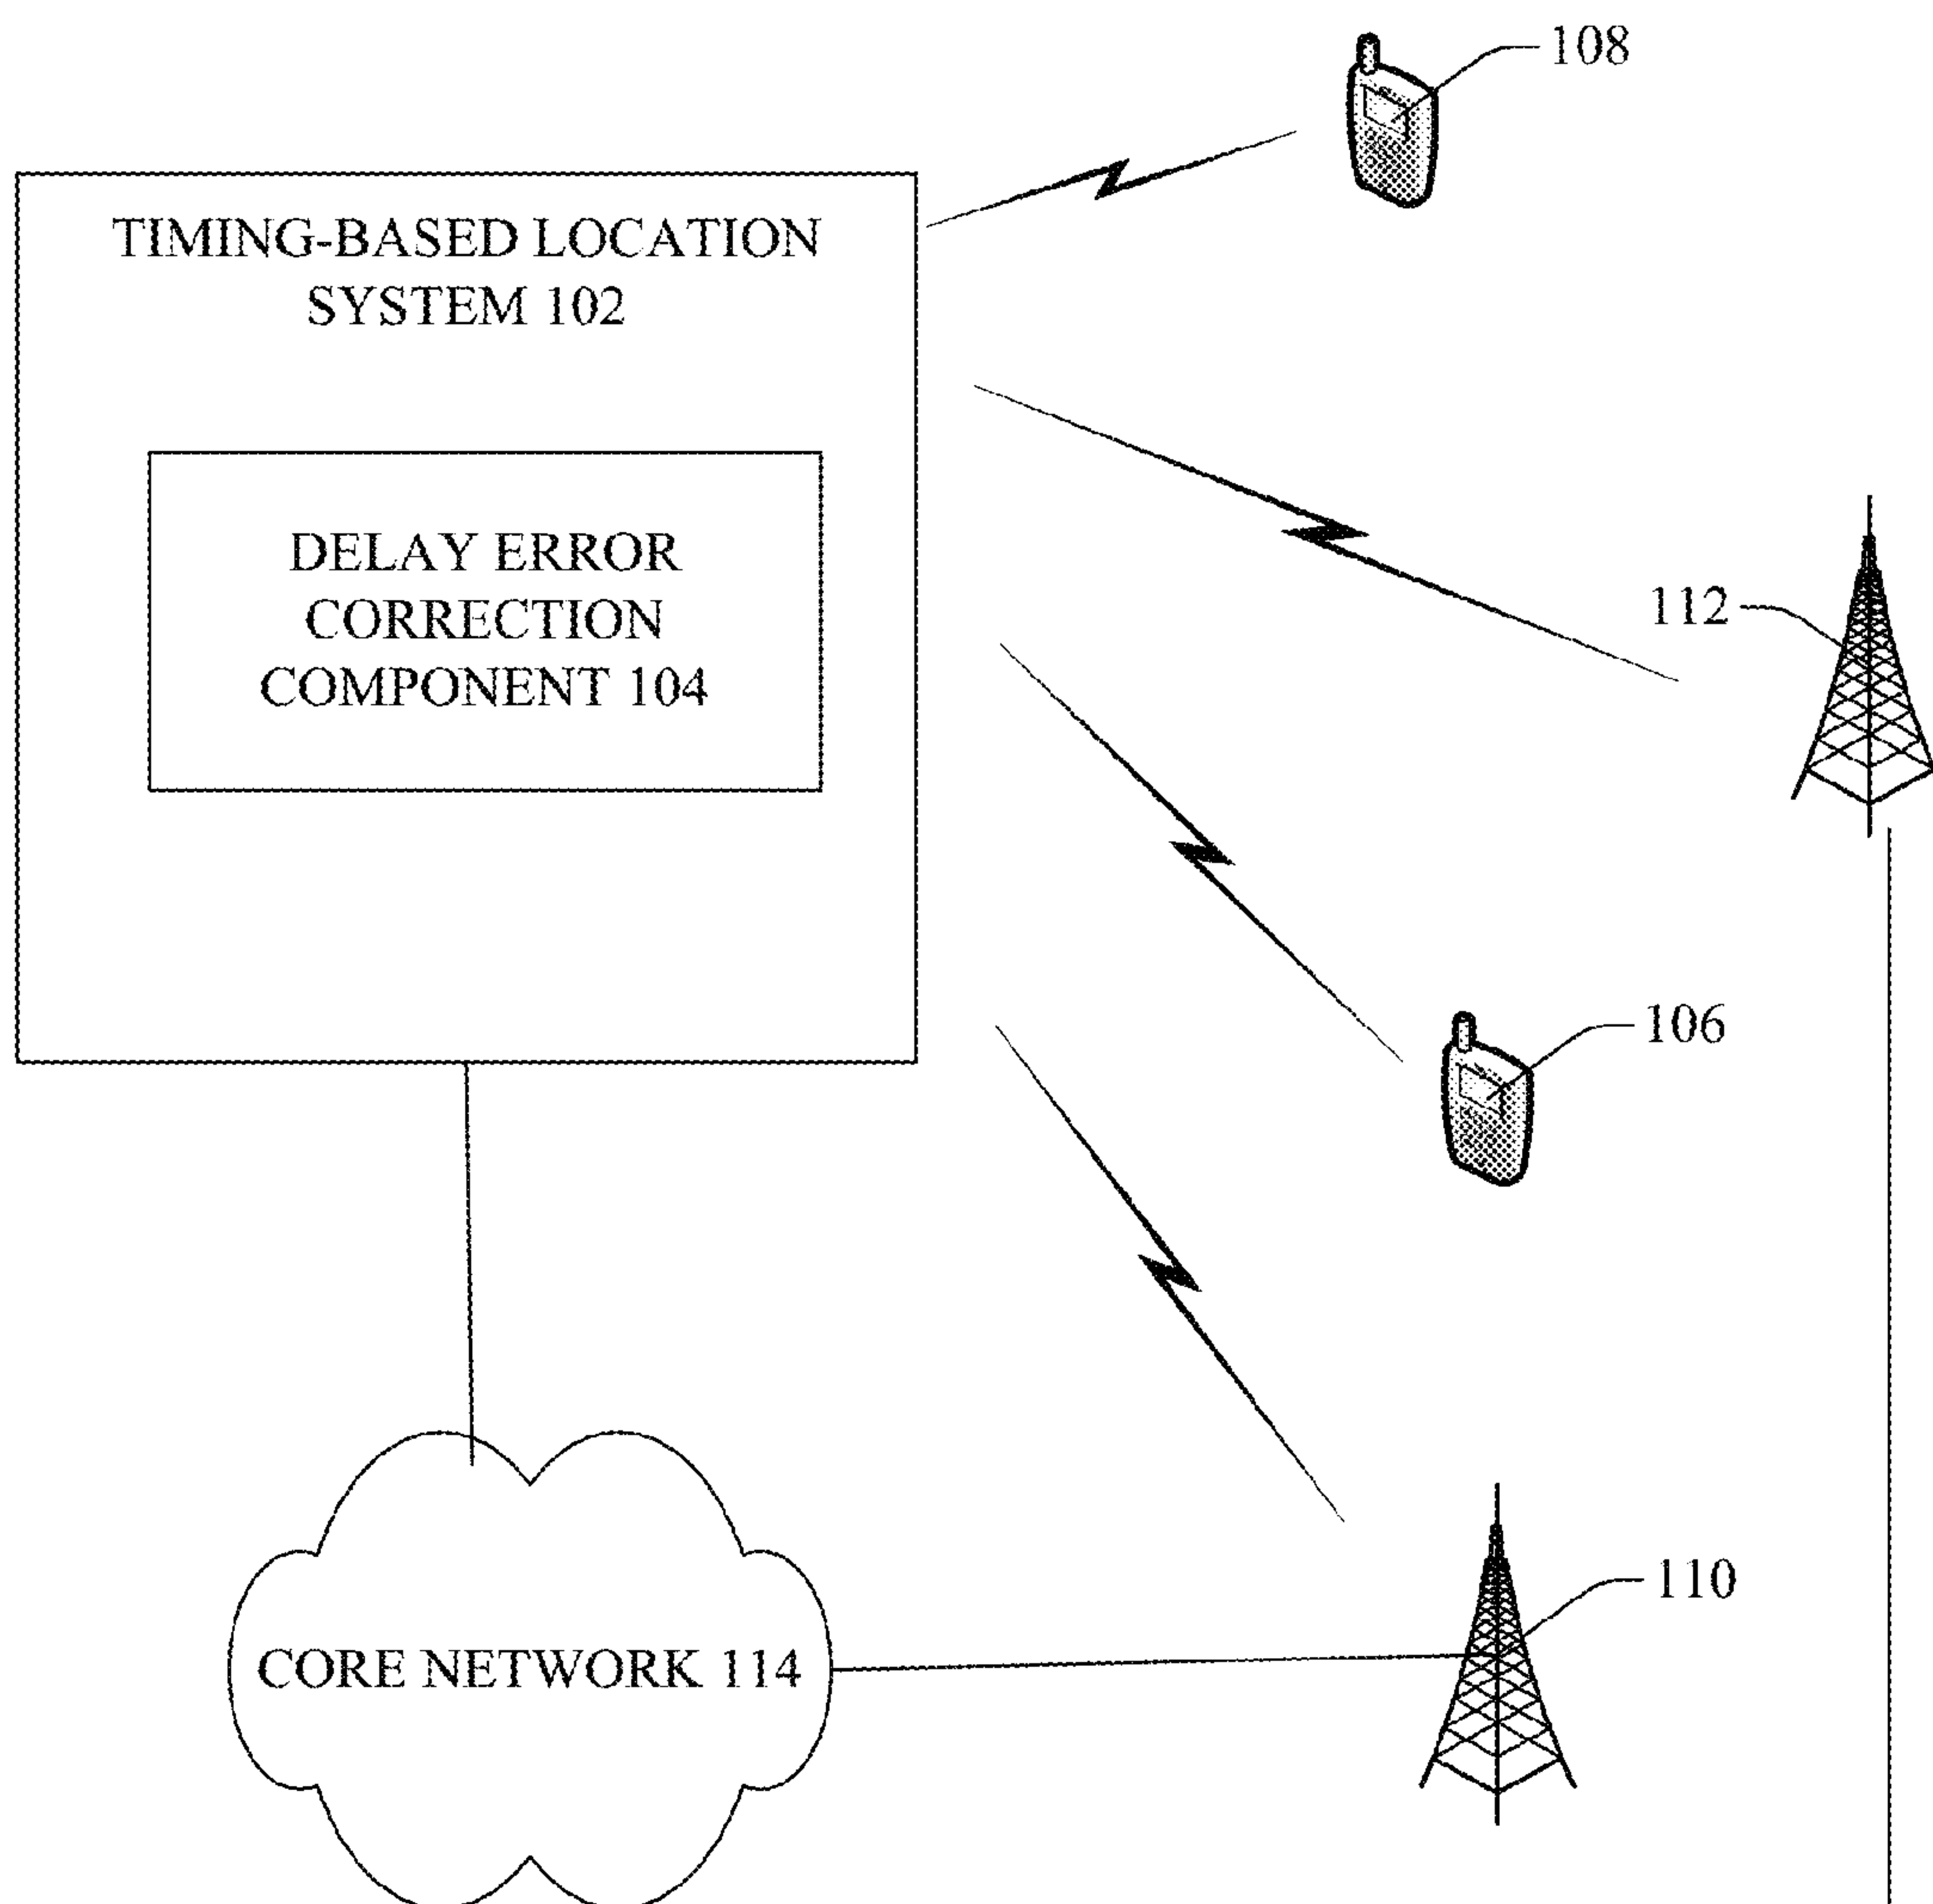 108
TIMING-BASED LOCATION
SYSTEM 102
DELAY ERROR
CORRECTION
COMPONENT 104
112
106
110
CORE NETWORK 114